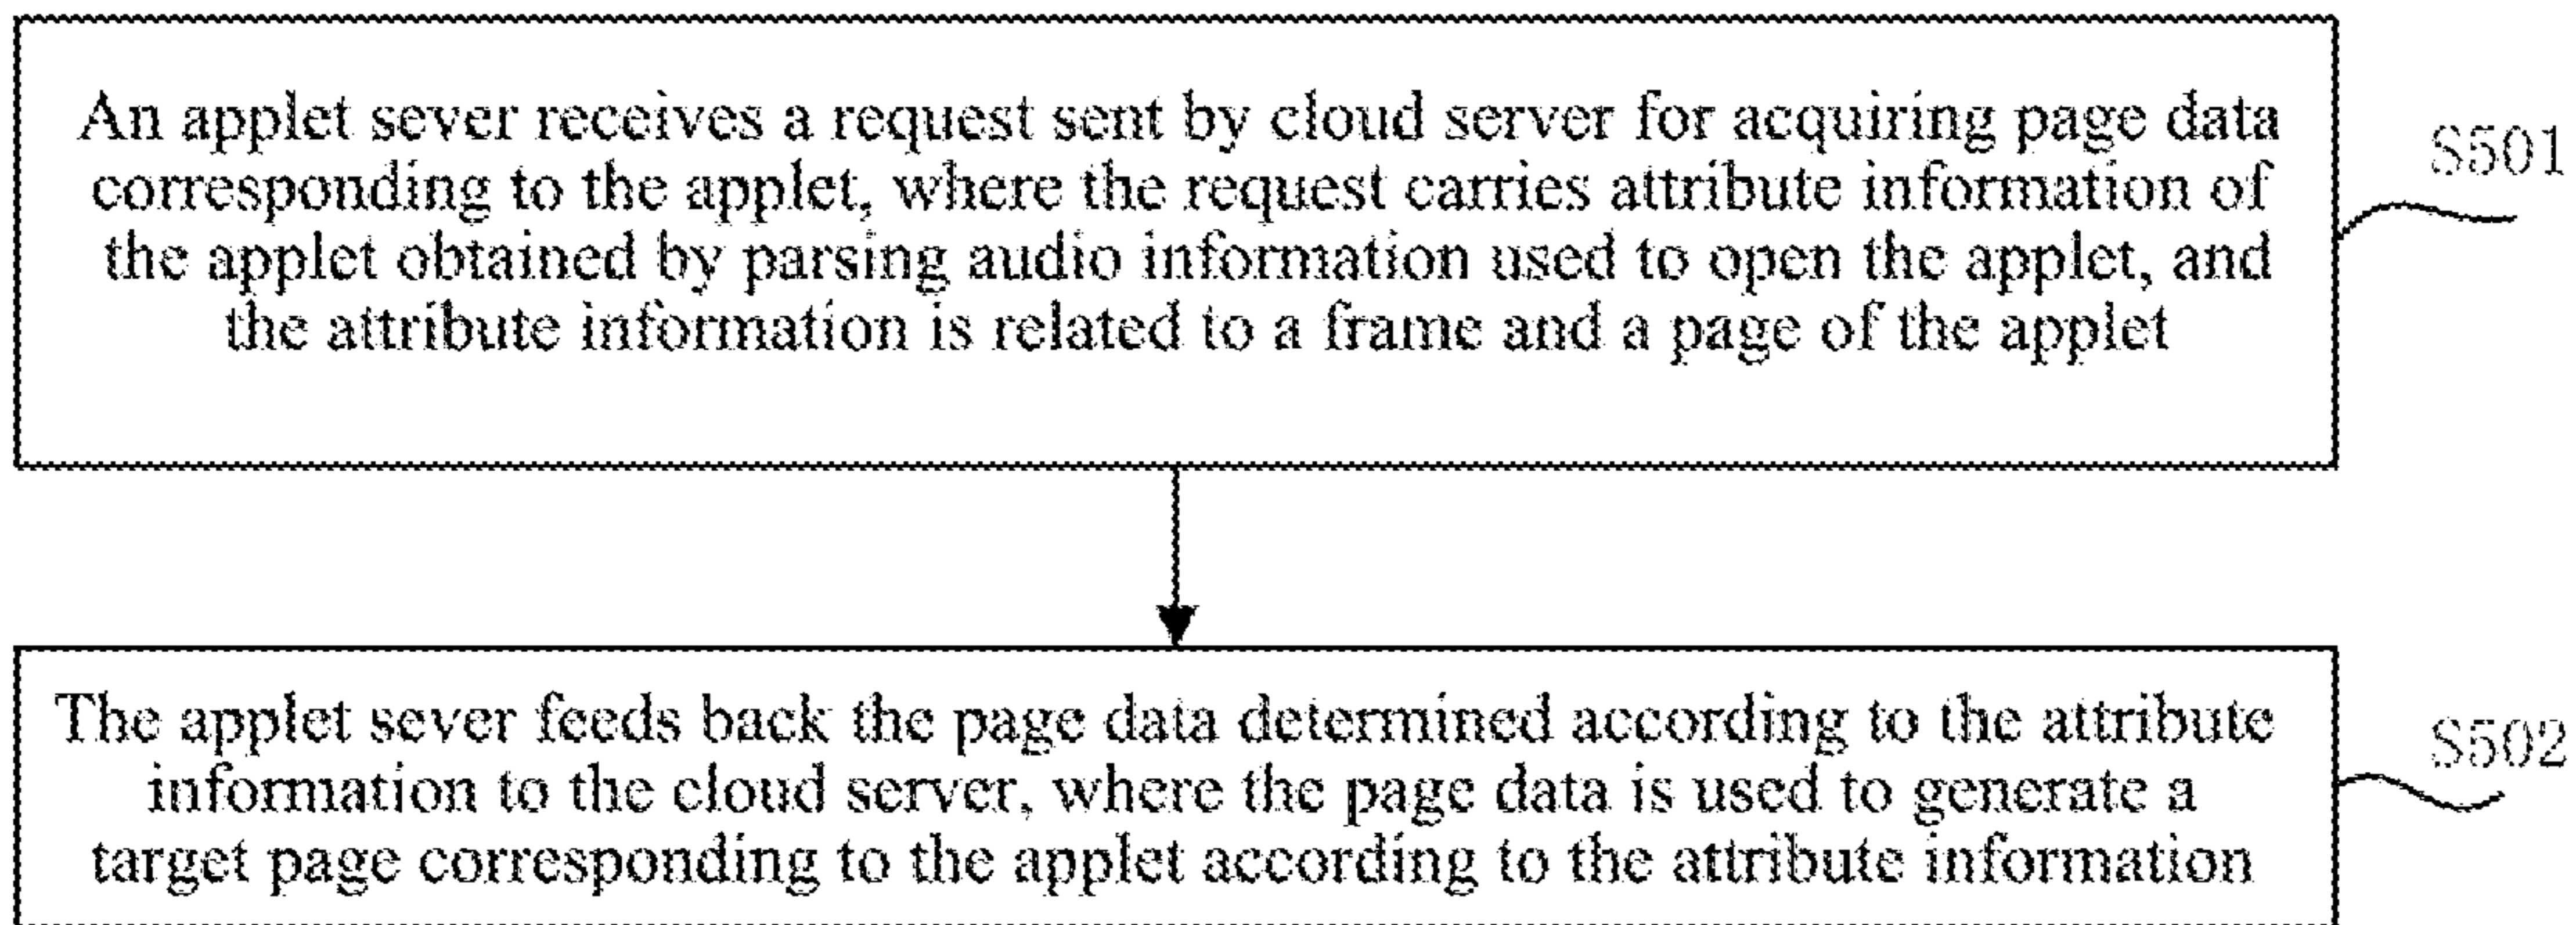 An applet sever receives a request sent by cloud server for acquiring page data
corresponding to the applet, where the request carries attribute information of
the applet obtained by parsing audio information used to open the applet, and
the attribute information is related to a frame and a page of the applet
S501
The applet sever feeds back the page data determined according to the attribute
information to the cloud server, where the page data is used to generate a
target page corresponding to the applet according to the attribute information
S502